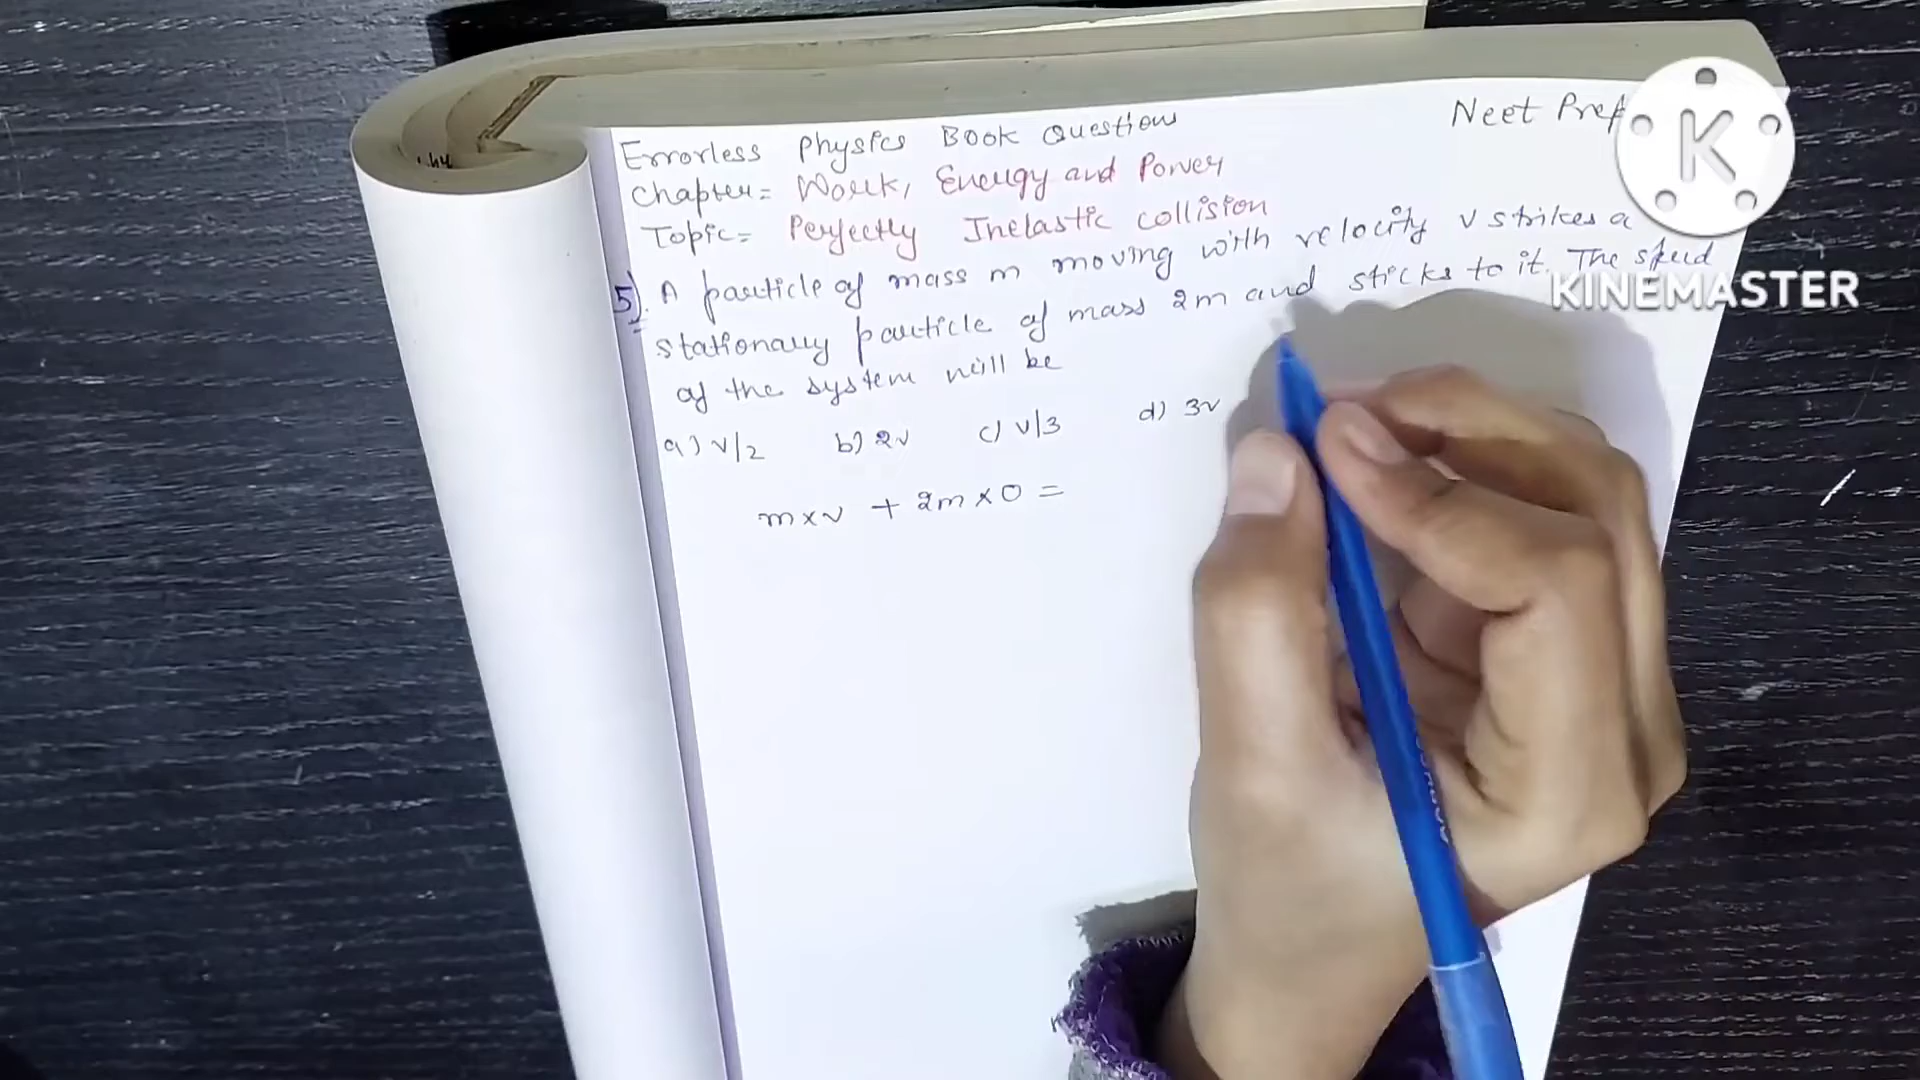 Errorless Physics Book Question
Neet Prep
Chapter= Work, Energy and Power
Topic= Perfectly Inelastic collision
5). A particle of mass m moving with velocity v strikes a
stationary particle of mass 2m and sticks to it. The speed
of the system will be
a) v/2 b) 2v c) v/3 d) 3v
m×v + 2m×0 =
K
KINEMASTER